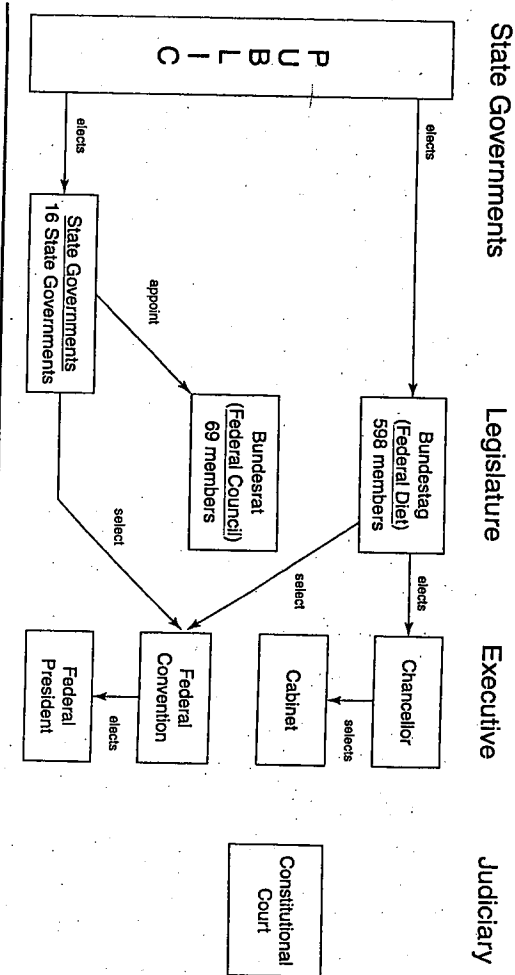 State Governments
Legislature
Executive
Judiciary
PUBLIC
elects
elects
State Governments
16 State Governments
appoint
select
Bundestag
(Federal Diet)
598 members
Bundesrat
(Federal Council)
69 members
elects
select
Chancellor
selects
Cabinet
Federal
Convention
elects
Federal
President
Constitutional
Court